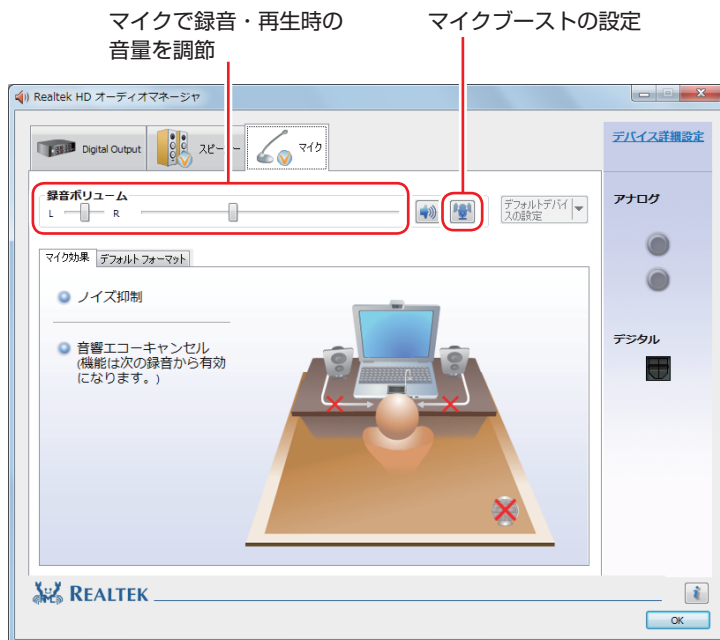 マイクで録音・再生時の
音量を調節
マイクブーストの設定
Realtek HD オーディオマネージャ
Digital Output
マイク
デバイス詳細設定
録音ボリューム
L
R
デフォルトデバイ
スの設定
アナログ
マイク効果
デフォルトフォーマット
ノイズ抑制
音響エコーキャンセル
(機能は次の録音から有効
になります。)
デジタル
REALTEK
i
OK